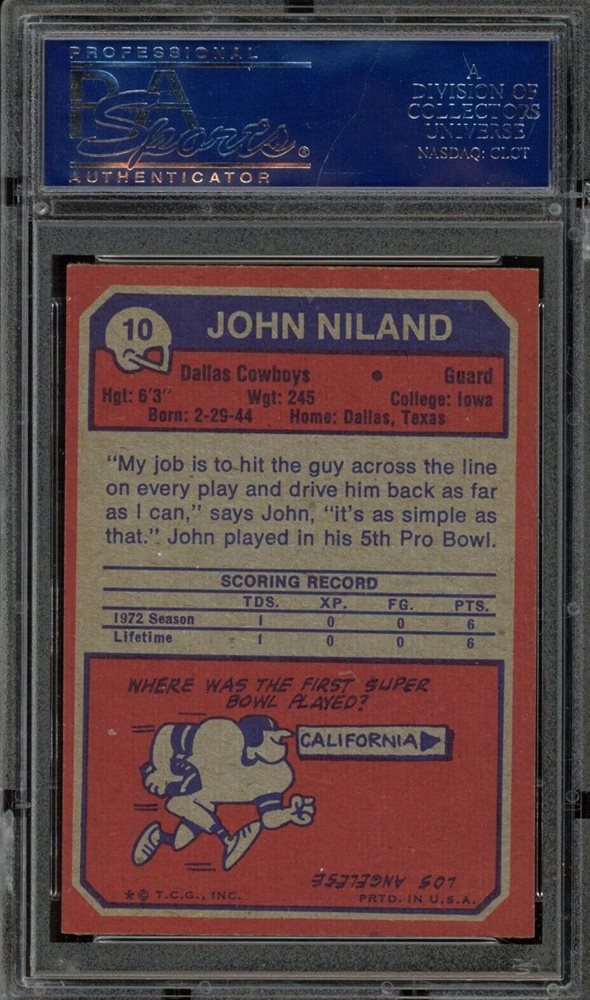 PROFESSIONAL
PSA
Sports®
AUTHENTICATOR
A
DIVISION OF
COLLECTORS
UNIVERSE
NASDAQ: CLCT
10
JOHN NILAND
Dallas Cowboys • Guard
Hgt: 6'3" Wgt: 245 College: Iowa
Born: 2-29-44 Home: Dallas, Texas
"My job is to hit the guy across the line
on every play and drive him back as far
as I can," says John, "it's as simple as
that." John played in his 5th Pro Bowl.
SCORING RECORD
TDS. XP. FG. PTS.
1972 Season 1 0 0 6
Lifetime 1 0 0 6
WHERE WAS THE FIRST SUPER
BOWL PLAYED?
CALIFORNIA
LOS ANGELESE
* © T.C.G., INC. PRTD. IN U.S.A.